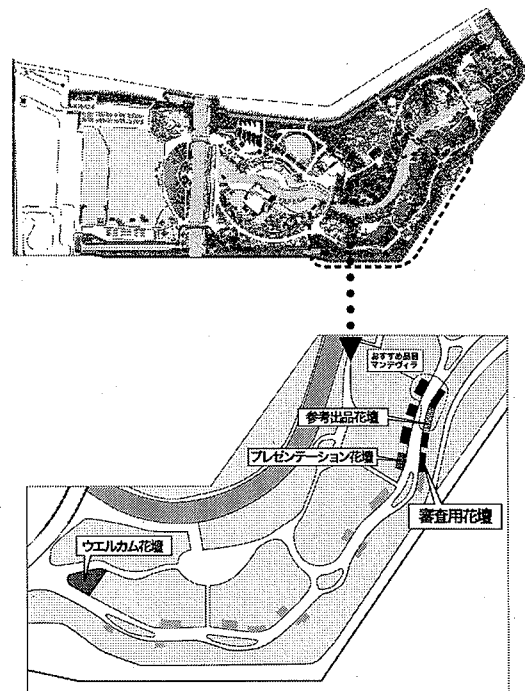 おすすめ品目
マンデヴィラ
参考出品花壇
プレゼンテーション花壇
審査用花壇
ウエルカム花壇